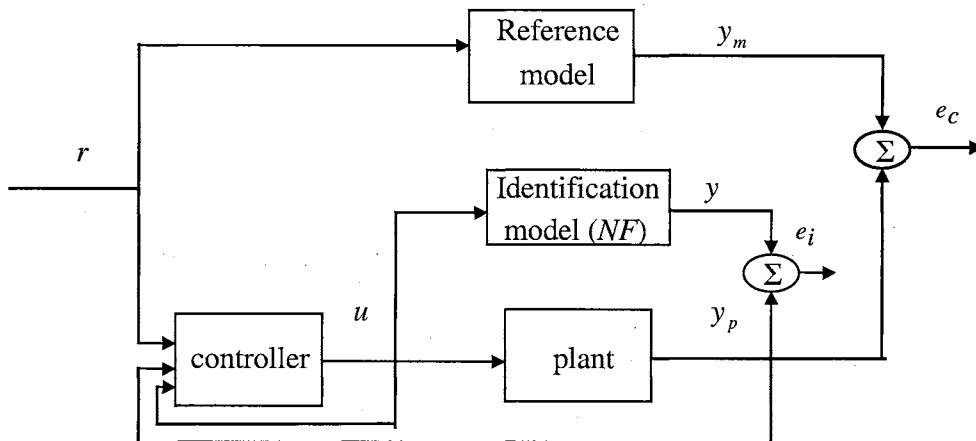 Reference
model
y_m
e_c
r
Σ
Identification
model (NF)
y
e_i
Σ
u
y_p
controller
plant